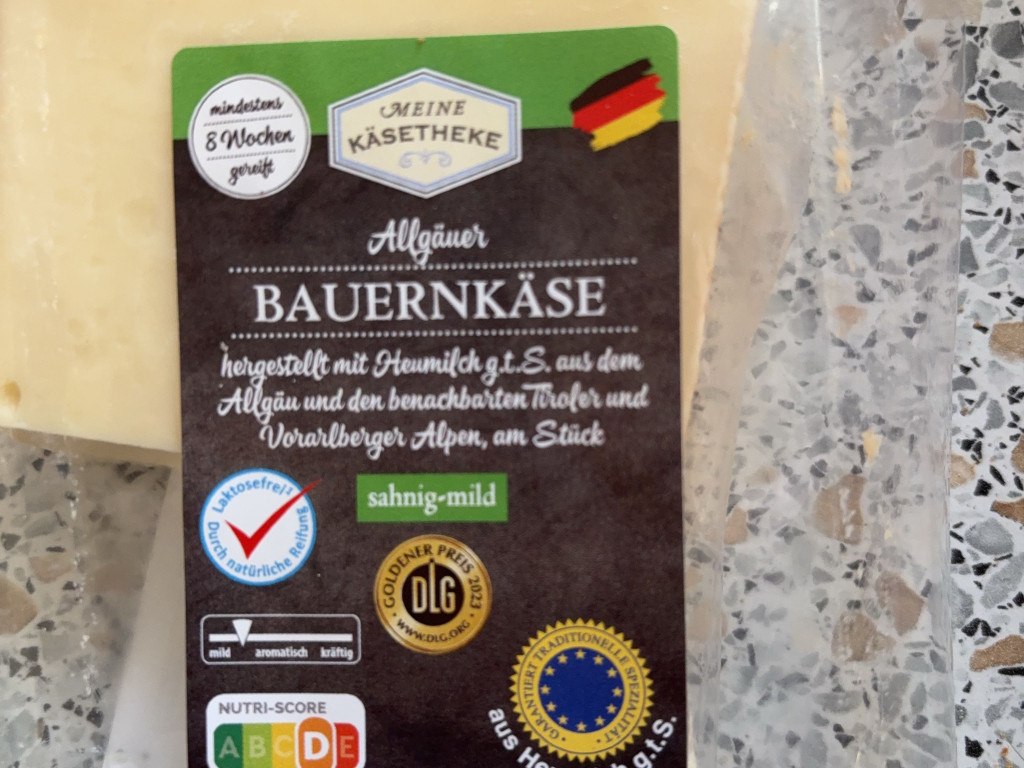 mindestens
8 Wochen
gereift
MEINE
KÄSETHEKE
Allgäuer
BAUERNKÄSE
hergestellt mit Heumilch g.t.S. aus dem
Allgäu und den benachbarten Tiroler und
Vorarlberger Alpen, am Stück
Laktosefrei¹
Durch natürliche Reifung
sahnig-mild
GOLDENER PREIS 2023
DLG
WWW.DLG.ORG
mild aromatisch kräftig
GARANTIERT TRADITIONELLE SPEZIALITÄT
aus g.t.S.
NUTRI-SCORE
A B C D E